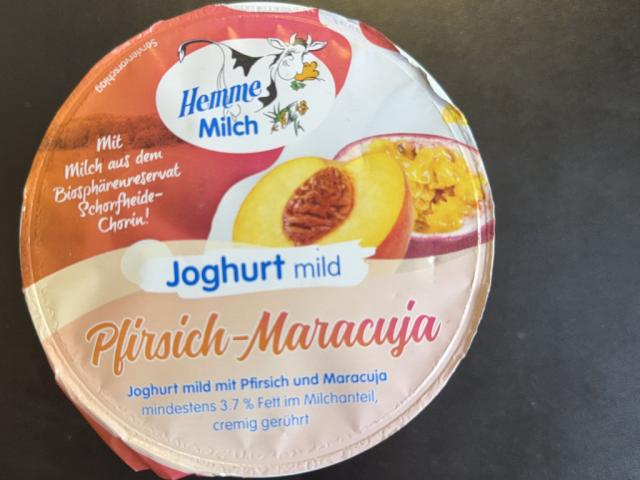 Serviervorschlag
Hemme
Milch
Mit
Milch aus dem
Biosphärenreservat
Schorfheide-
Chorin!
Joghurt mild
Pfirsich-Maracuja
Joghurt mild mit Pfirsich und Maracuja
mindestens 3.7 % Fett im Milchanteil,
cremig gerührt